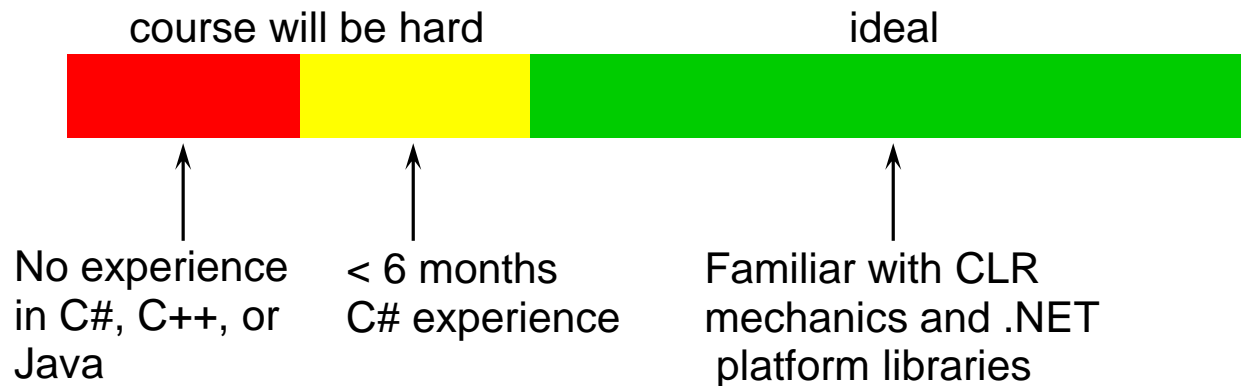 course will be hard
ideal
No experience
in C#, C++, or
Java
< 6 months
C# experience
Familiar with CLR
mechanics and .NET
platform libraries